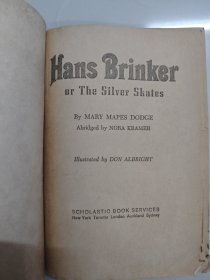 Hans Brinker
or The Silver Skates
By MARY MAPES DODGE
Abridged by NORA KRAMER
Illustrated by DON ALBRIGHT
SCHOLASTIC BOOK SERVICES
New York Toronto London Auckland Sydney